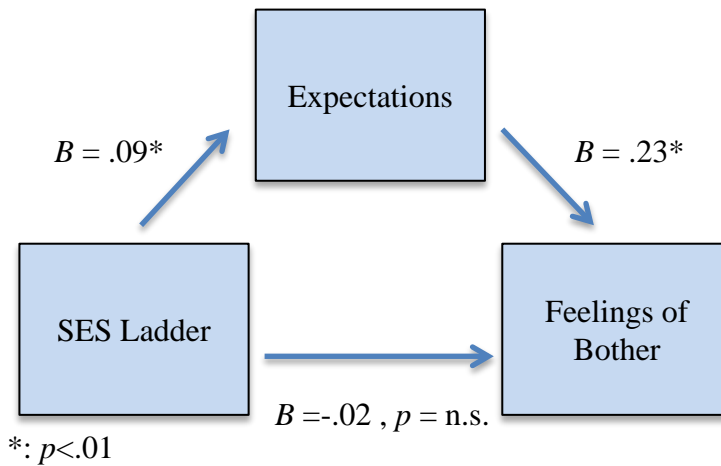 Expectations
B = .09*
B = .23*
SES Ladder
Feelings of
Bother
B =-.02 , p = n.s.
*: p<.01